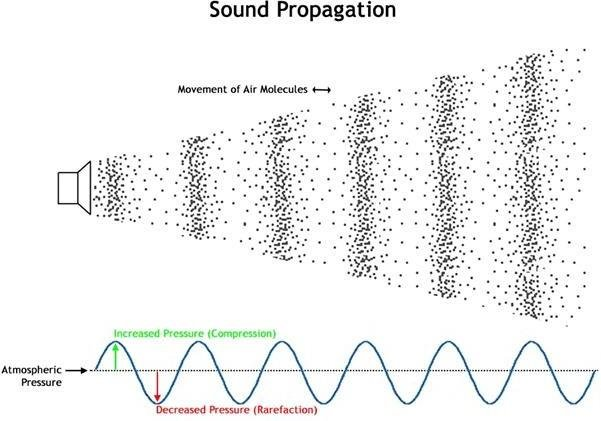 Sound Propagation
Movement of Air Molecules
Increased Pressure (Compression)
Atmospheric
Pressure
Decreased Pressure (Rarefaction)